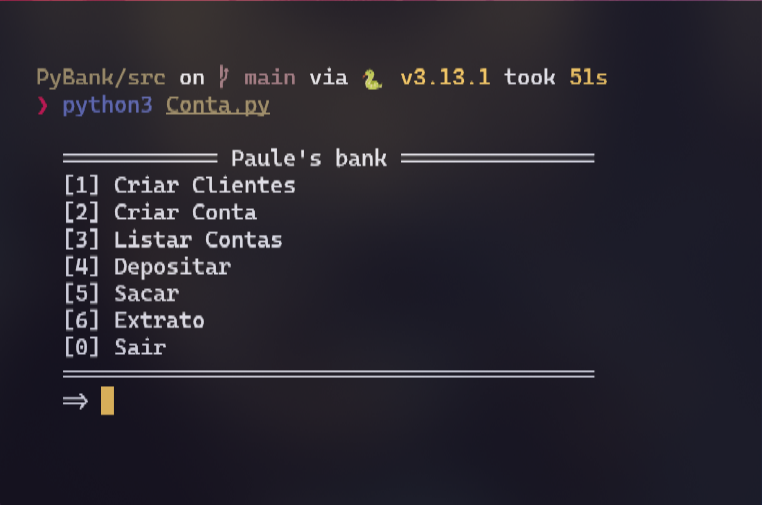 PyBank/src on main via v3.13.1 took 51s
❯ python3 Conta.py
============ Paule's bank ===============
[1] Criar Clientes
[2] Criar Conta
[3] Listar Contas
[4] Depositar
[5] Sacar
[6] Extrato
[0] Sair
=========================================
=>